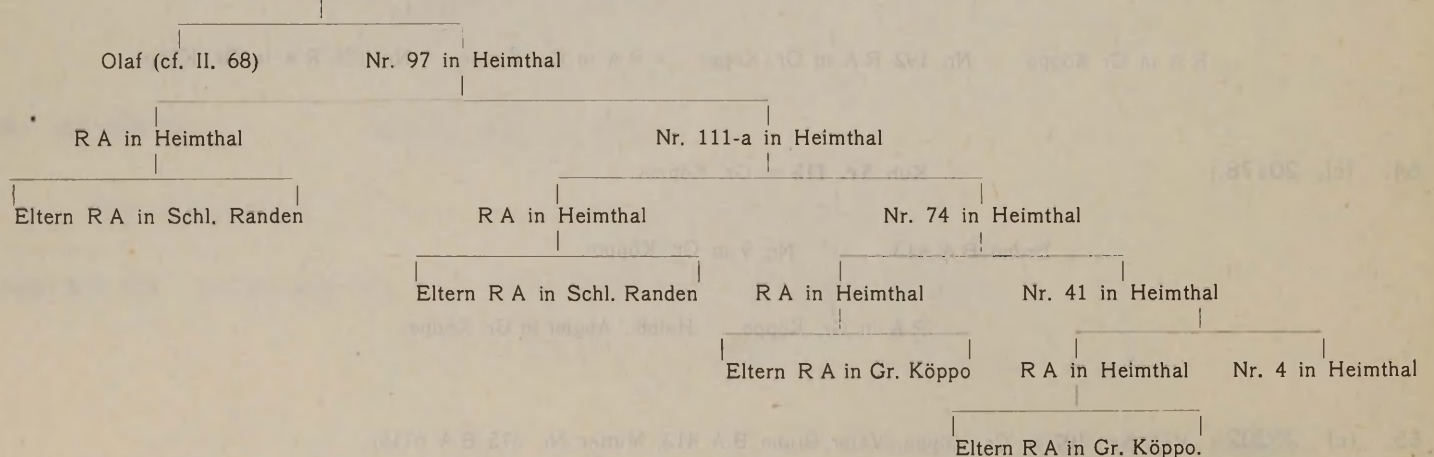 Olaf (cf. II. 68) Nr. 97 in Heimthal
R A in Heimthal Nr. 111-a in Heimthal
Eltern R A in Schl. Randen R A in Heimthal Nr. 74 in Heimthal
Eltern R A in Schl. Randen R A in Heimthal Nr. 41 in Heimthal
Eltern R A in Gr. Köppo R A in Heimthal Nr. 4 in Heimthal
Eltern R A in Gr. Köppo.